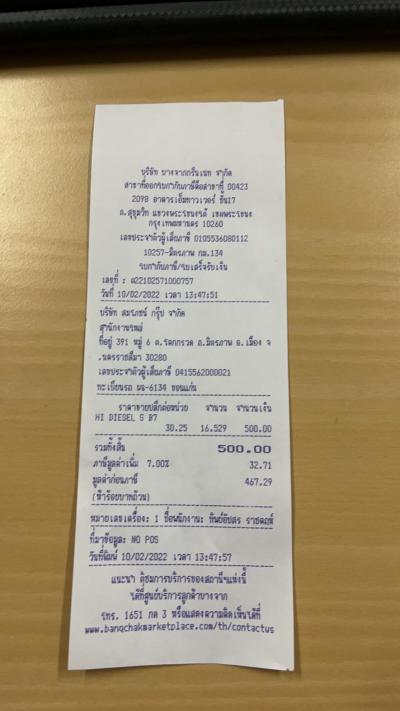 บริษัท บางจากกรีนเนท จำกัด
สาขาที่ออกใบกำกับภาษีคือสาขาที่ 00423
2098 อาคารเอ็มทาวเวอร์ ชั้น17
ถ.สุขุมวิท แขวงพระโขนงใต้ เขตพระโขนง
กรุงเทพมหานคร 10260
เลขประจำตัวผู้เสียภาษี 0105536080112
10257-มิตรภาพ กม.134
ใบกำกับภาษี/ใบเสร็จรับเงิน
เลขที่ : 022102571000757
วันที่ 10/02/2022 เวลา 13:47:51
บริษัท สมรภชน์ กรุ๊ป จำกัด
สำนักงานใหญ่
ที่อยู่ 391 หมู่ 6 ต.โคกกรวด ถ.มิตรภาพ อ.เมือง จ
.นครราชสีมา 30280
เลขประจำตัวผู้เสียภาษี 0415562000021
ทะเบียนรถ ผน-6134 ขอนแก่น
ราคาขายปลีกต่อหน่วย จำนวน จำนวนเงิน
HI DIESEL S B7
30.25 16.529 500.00
รวมทั้งสิ้น 500.00
ภาษีมูลค่าเพิ่ม 7.00% 32.71
มูลค่าก่อนภาษี 467.29
(ห้าร้อยบาทถ้วน)
หมายเลขเครื่อง: 1 ชื่อพนักงาน: ทิพย์อัปสร
ที่มาข้อมูล: NO POS
วันที่พิมพ์ 10/02/2022 เวลา 13:47:57
แนะนำ ติชมการบริการของสถานีฯแห่งนี้
ได้ที่ศูนย์บริการลูกค้าบางจาก
โทร. 1651 กด 3 หรือแสดงความคิดเห็นได้ที่
www.bangchakmarketplace.com/th/contactus